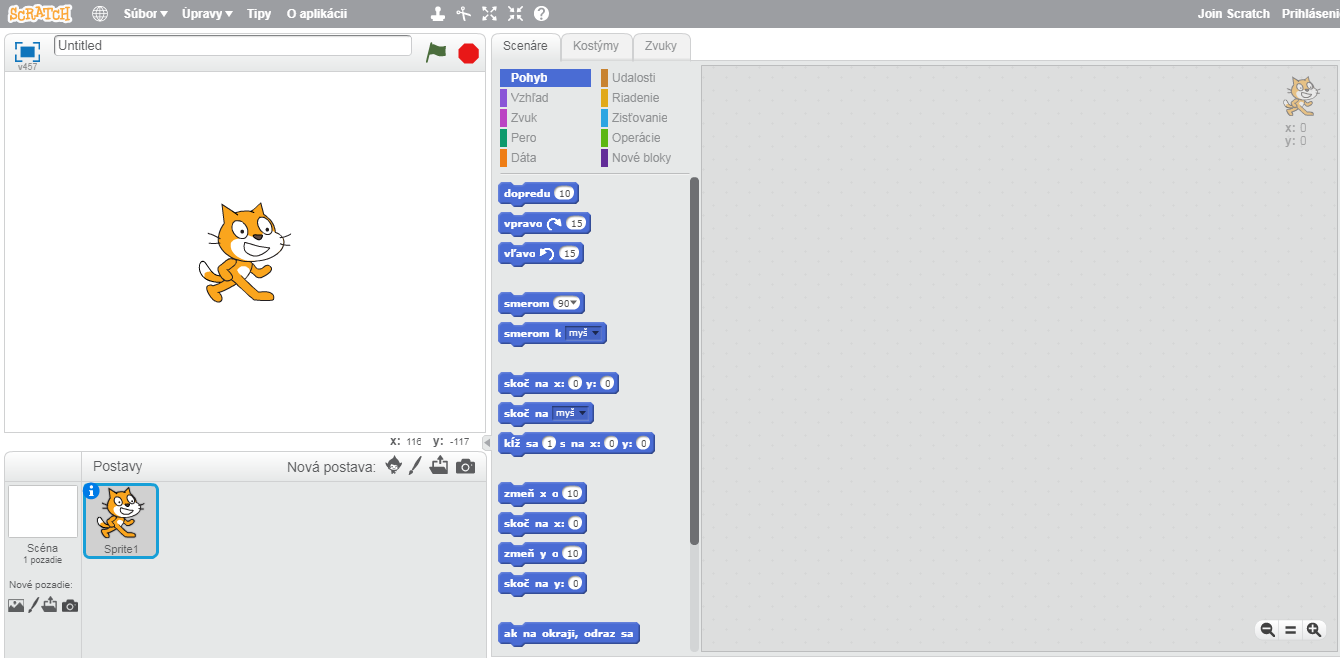 SCRATCH Súbor Úpravy Tipy O aplikácii ? Join Scratch Prihláseni
v457 Untitled
Scenáre Kostýmy Zvuky
Pohyb Udalosti
Vzhľad Riadenie
Zvuk Zisťovanie
Pero Operácie
Dáta Nové bloky
x: 0
y: 0
dopredu 10
vpravo 15
vľavo 15
smerom 90
smerom k myš
skoč na x: 0 y: 0
skoč na myš
kĺž sa 1 s na x: 0 y: 0
zmeň x o 10
skoč na x: 0
zmeň y o 10
skoč na y: 0
ak na okraji, odraz sa
x: 116 y: -117
Postavy Nová postava:
Scéna
1 pozadie
Nové pozadie:
i
Sprite1